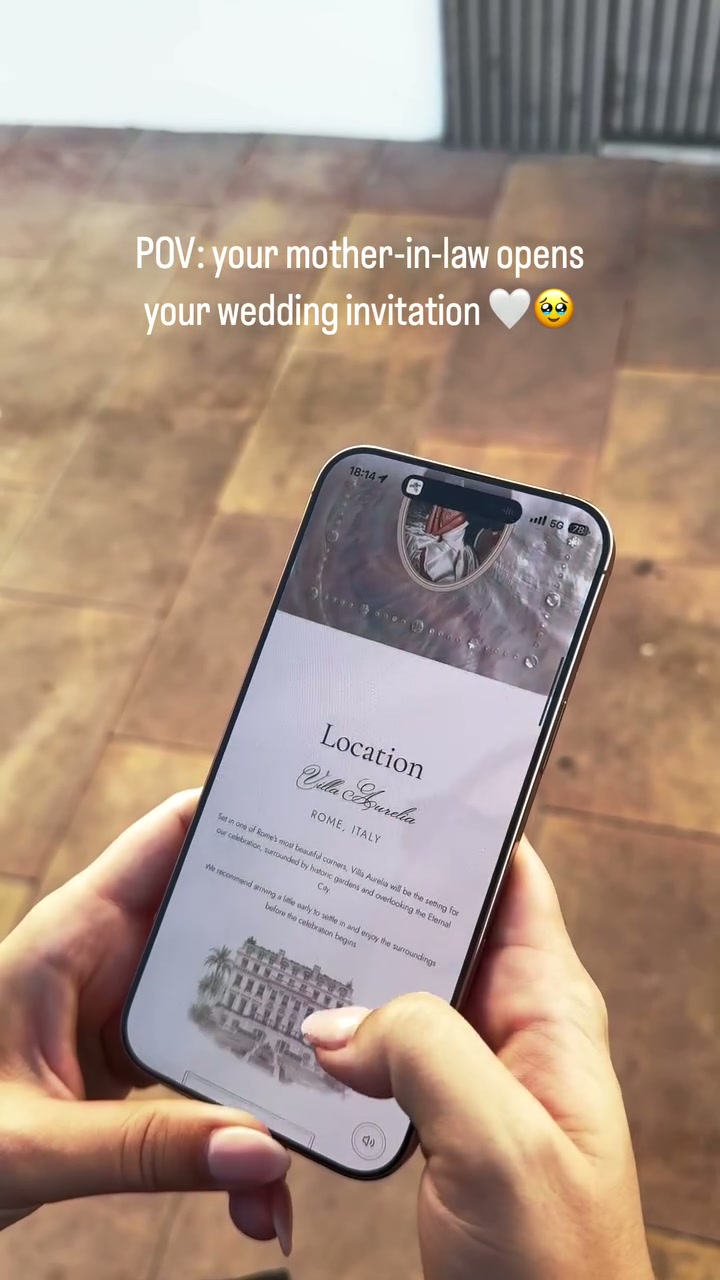 POV: your mother-in-law opens
your wedding invitation 🤍🥹
18:14
5G 78
Location
Villa Aurelia
ROME, ITALY
Set in one of Rome's most beautiful corners, Villa Aurelia will be the setting for
our celebration, surrounded by historic gardens and overlooking the Eternal
City.
We recommend arriving a little early to settle in and enjoy the surroundings
before the celebration begins.